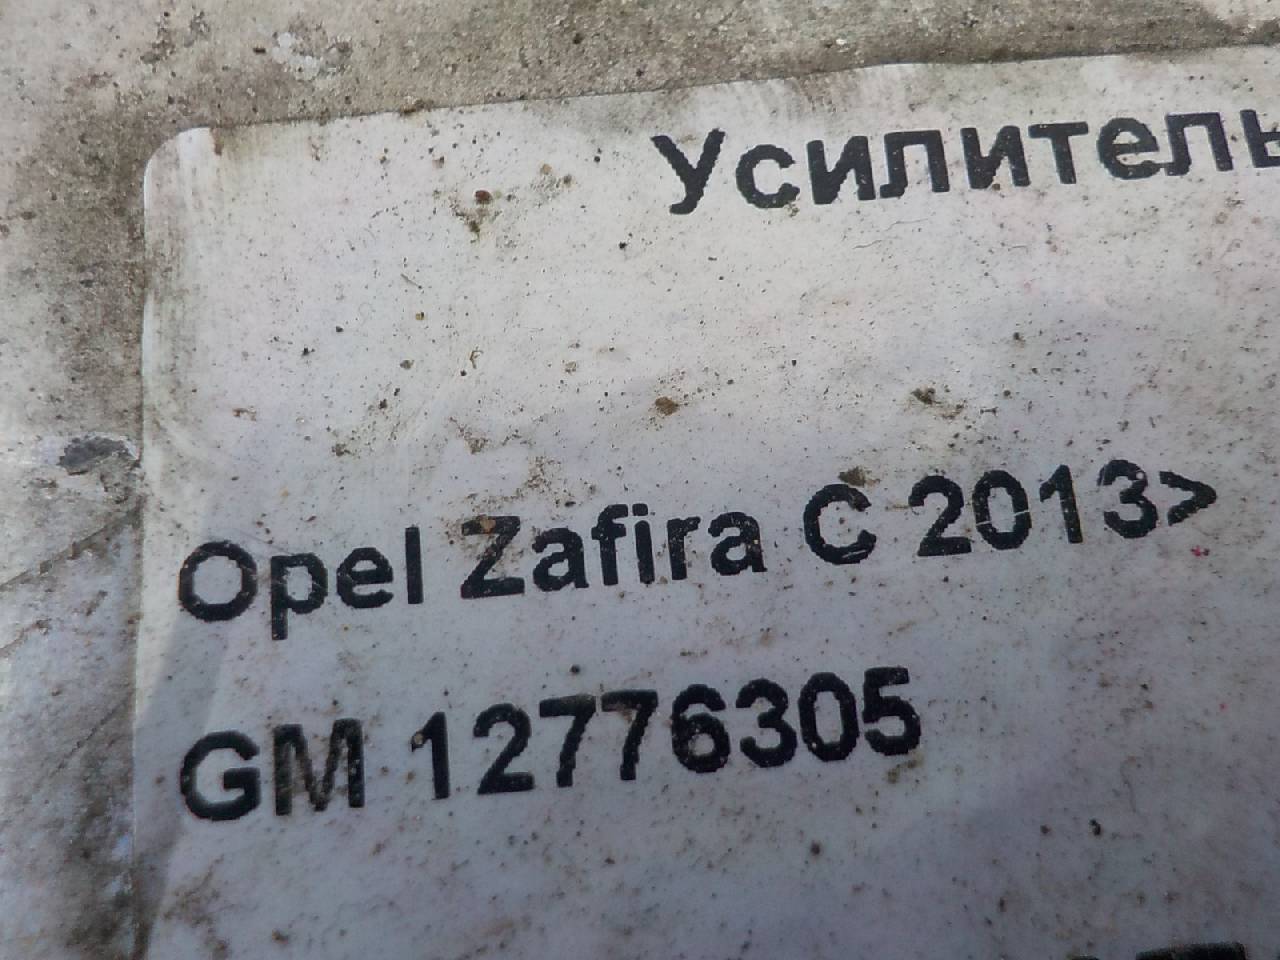 Усилитель
Opel Zafira C 2013>
GM 12776305